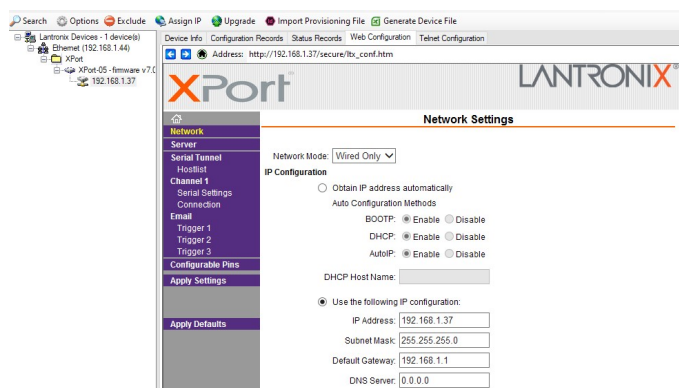 Search Options Exclude Assign IP Upgrade Import Provisioning File Generate Device File
Lantronix Devices - 1 device(s)
Ethernet (192.168.1.44)
XPort
XPort-05 - firmware v7.0
192.168.1.37
Device Info Configuration Records Status Records Web Configuration Telnet Configuration
Address: http://192.168.1.37/secure/ltx_conf.htm
XPort®
LANTRONIX®
Network
Server
Serial Tunnel
Hostlist
Channel 1
Serial Settings
Connection
Email
Trigger 1
Trigger 2
Trigger 3
Configurable Pins
Apply Settings
Apply Defaults
Network Settings
Network Mode: Wired Only
IP Configuration
Obtain IP address automatically
Auto Configuration Methods
BOOTP: Enable Disable
DHCP: Enable Disable
AutoIP: Enable Disable
DHCP Host Name:
Use the following IP configuration:
IP Address: 192.168.1.37
Subnet Mask: 255.255.255.0
Default Gateway: 192.168.1.1
DNS Server: 0.0.0.0